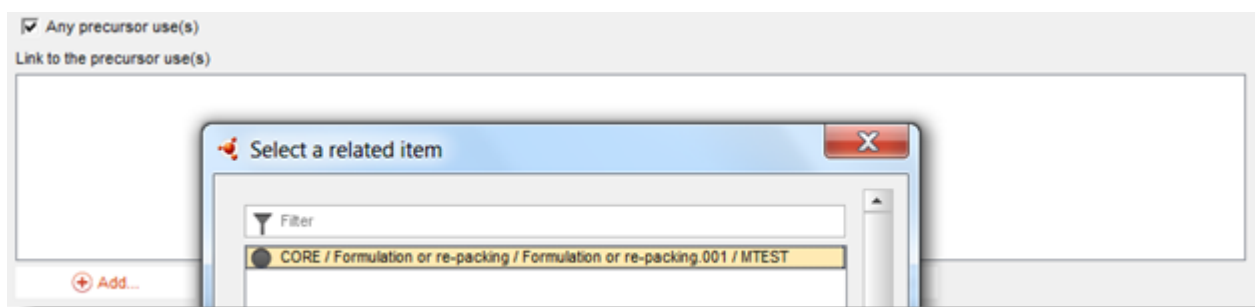 Any precursor use(s)
Link to the precursor use(s)
Select a related item
Filter
CORE / Formulation or re-packing / Formulation or re-packing.001 / MTEST
Add...